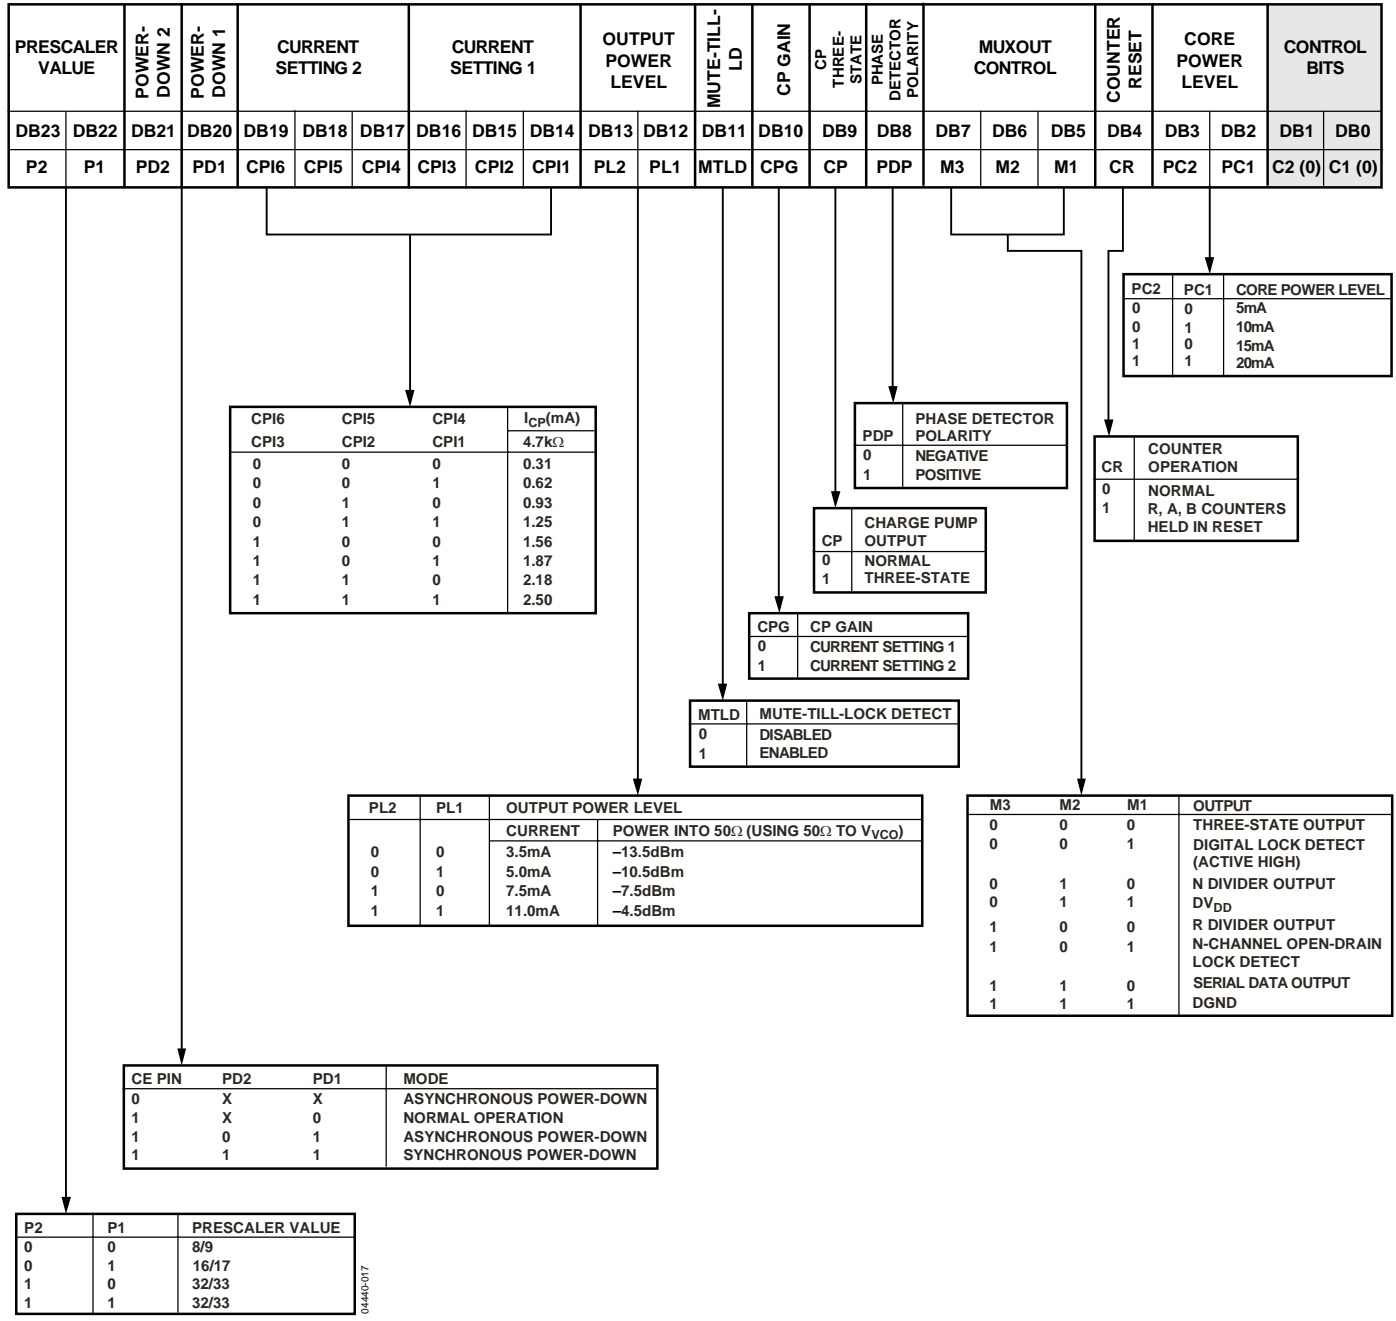 PRESCALER VALUE
POWER-DOWN 2
POWER-DOWN 1
CURRENT SETTING 2
CURRENT SETTING 1
OUTPUT POWER LEVEL
MUTE-TILL-LD
CP GAIN
CP THREE-STATE
PHASE DETECTOR POLARITY
MUXOUT CONTROL
COUNTER RESET
CORE POWER LEVEL
CONTROL BITS
DB23 DB22 DB21 DB20 DB19 DB18 DB17 DB16 DB15 DB14 DB13 DB12 DB11 DB10 DB9 DB8 DB7 DB6 DB5 DB4 DB3 DB2 DB1 DB0
P2 P1 PD2 PD1 CPI6 CPI5 CPI4 CPI3 CPI2 CPI1 PL2 PL1 MTLD CPG CP PDP M3 M2 M1 CR PC2 PC1 C2 (0) C1 (0)
PC2 PC1 CORE POWER LEVEL
0 0 5mA
0 1 10mA
1 0 15mA
1 1 20mA
CPI6 CPI5 CPI4 ICP(mA)
CPI3 CPI2 CPI1 4.7kΩ
0 0 0 0.31
0 0 1 0.62
0 1 0 0.93
0 1 1 1.25
1 0 0 1.56
1 0 1 1.87
1 1 0 2.18
1 1 1 2.50
PHASE DETECTOR
PDP POLARITY
0 NEGATIVE
1 POSITIVE
COUNTER
CR OPERATION
0 NORMAL
1 R, A, B COUNTERS
HELD IN RESET
CHARGE PUMP
CP OUTPUT
0 NORMAL
1 THREE-STATE
CPG CP GAIN
0 CURRENT SETTING 1
1 CURRENT SETTING 2
MTLD MUTE-TILL-LOCK DETECT
0 DISABLED
1 ENABLED
PL2 PL1 OUTPUT POWER LEVEL
CURRENT POWER INTO 50Ω (USING 50Ω TO VVCO)
0 0 3.5mA –13.5dBm
0 1 5.0mA –10.5dBm
1 0 7.5mA –7.5dBm
1 1 11.0mA –4.5dBm
M3 M2 M1 OUTPUT
0 0 0 THREE-STATE OUTPUT
0 0 1 DIGITAL LOCK DETECT
(ACTIVE HIGH)
0 1 0 N DIVIDER OUTPUT
0 1 1 DVDD
1 0 0 R DIVIDER OUTPUT
1 0 1 N-CHANNEL OPEN-DRAIN
LOCK DETECT
1 1 0 SERIAL DATA OUTPUT
1 1 1 DGND
CE PIN PD2 PD1 MODE
0 X X ASYNCHRONOUS POWER-DOWN
1 X 0 NORMAL OPERATION
1 0 1 ASYNCHRONOUS POWER-DOWN
1 1 1 SYNCHRONOUS POWER-DOWN
P2 P1 PRESCALER VALUE
0 0 8/9
0 1 16/17
1 0 32/33
1 1 32/33
04440-017